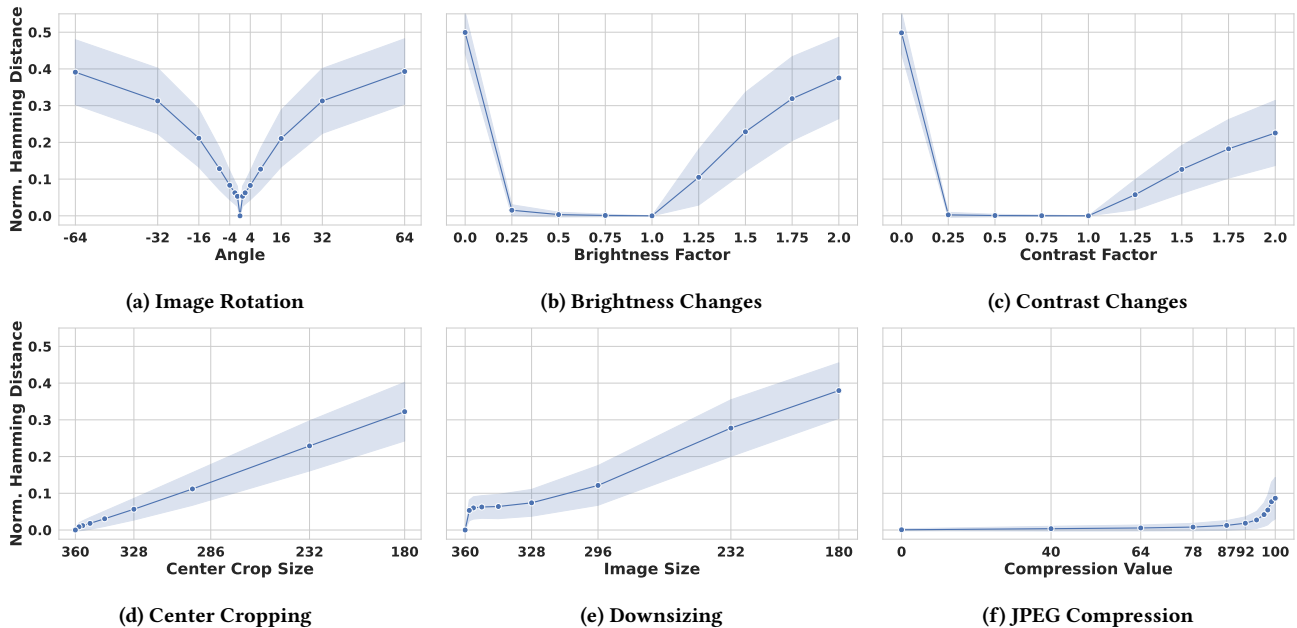 Norm. Hamming Distance
0.5
0.4
0.3
0.2
0.1
0.0
-64 -32 -16 -4 4 16 32 64
Angle
(a) Image Rotation
0.0 0.25 0.5 0.75 1.0 1.25 1.5 1.75 2.0
Brightness Factor
(b) Brightness Changes
0.0 0.25 0.5 0.75 1.0 1.25 1.5 1.75 2.0
Contrast Factor
(c) Contrast Changes
Norm. Hamming Distance
0.5
0.4
0.3
0.2
0.1
0.0
360 328 286 232 180
Center Crop Size
(d) Center Cropping
360 328 296 232 180
Image Size
(e) Downsizing
0 40 64 78 87 92 100
Compression Value
(f) JPEG Compression